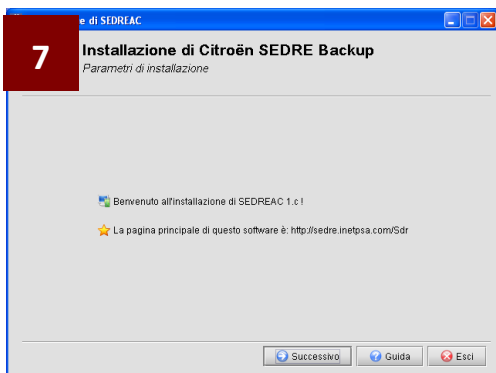 e di SEDREAC
7
Installazione di Citroën SEDRE Backup
Parametri di installazione
Benvenuto all'installazione di SEDREAC 1.c !
La pagina principale di questo software è: http://sedre.inetpsa.com/Sdr
Successivo
Guida
Esci